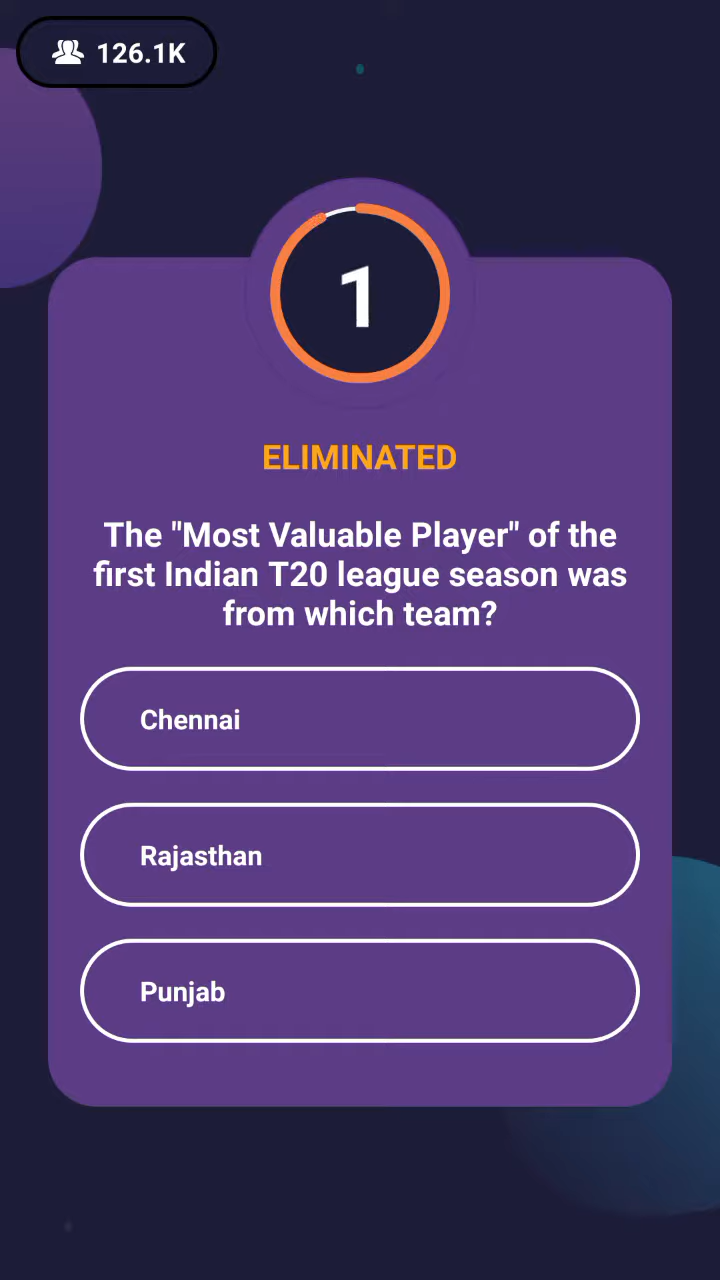 126.1K
1
ELIMINATED
The "Most Valuable Player" of the
first Indian T20 league season was
from which team?
Chennai
Rajasthan
Punjab